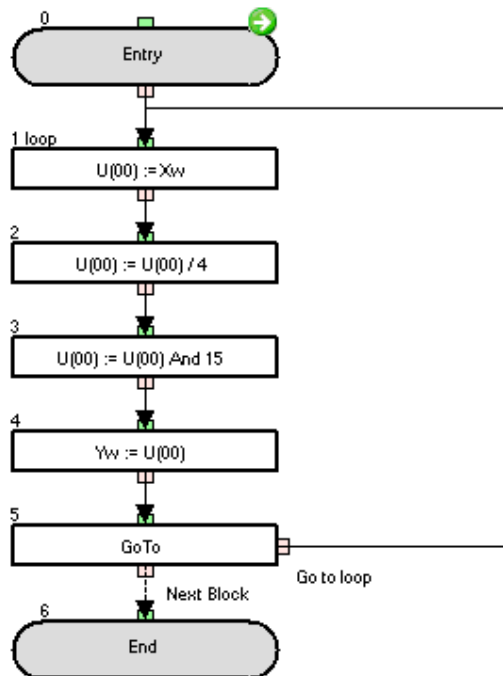 0
Entry
1 loop
U(00) := Xw
2
U(00) := U(00) / 4
3
U(00) := U(00) And 15
4
Yw := U(00)
5
GoTo
Go to loop
Next Block
6
End